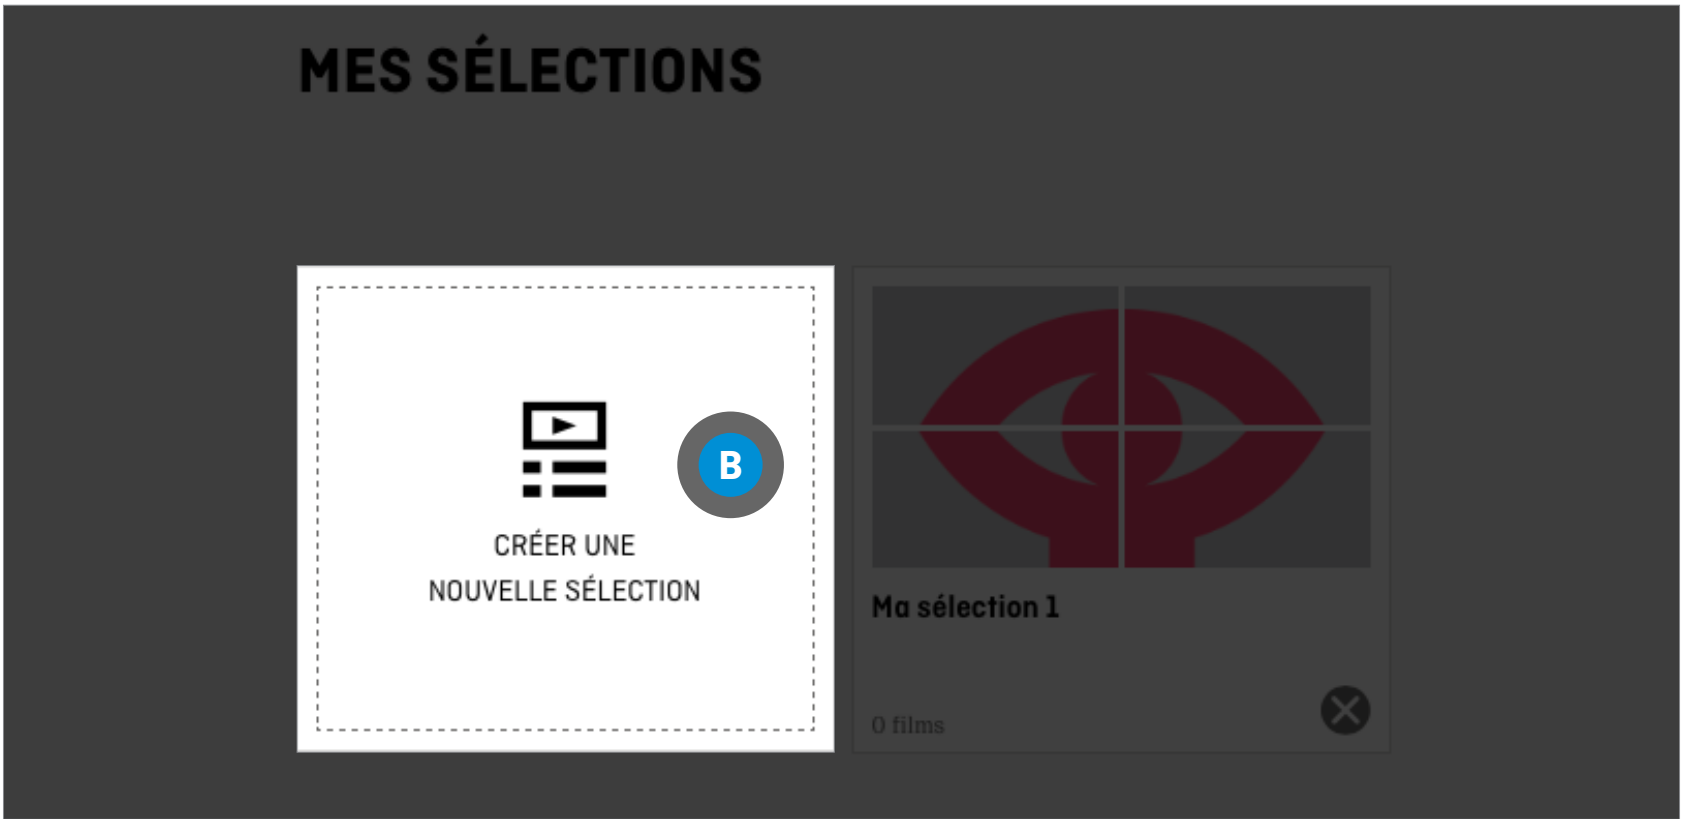 MES SÉLECTIONS
B
CRÉER UNE
NOUVELLE SÉLECTION
Ma sélection 1
0 films